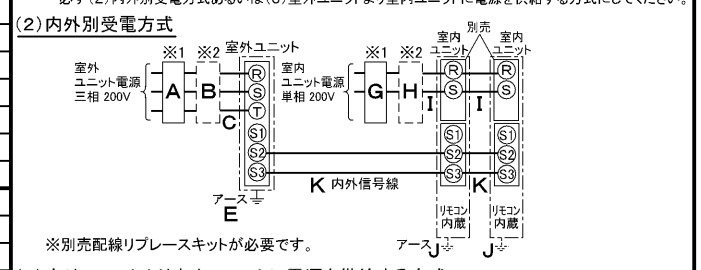 必ず(2)内外別受電方式あるいは(3)室外ユニットより室内ユニットに電源を供給する方式にしてください。
(2)内外別受電方式
別売
※1 ※2 室外ユニット
※1 ※2 室内ユニット 室内ユニット
室外
ユニット電源
三相 200V
A B
R
S
T
S1
S2
S3
C
室内
ユニット電源
単相 200V
G H
R
S
I
R
S
I
S1
S2
S3
S1
S2
S3
K 内外信号線
K
アース
E
リモコン
内蔵
リモコン
内蔵
アース J J
※別売配線リプレースキットが必要です。